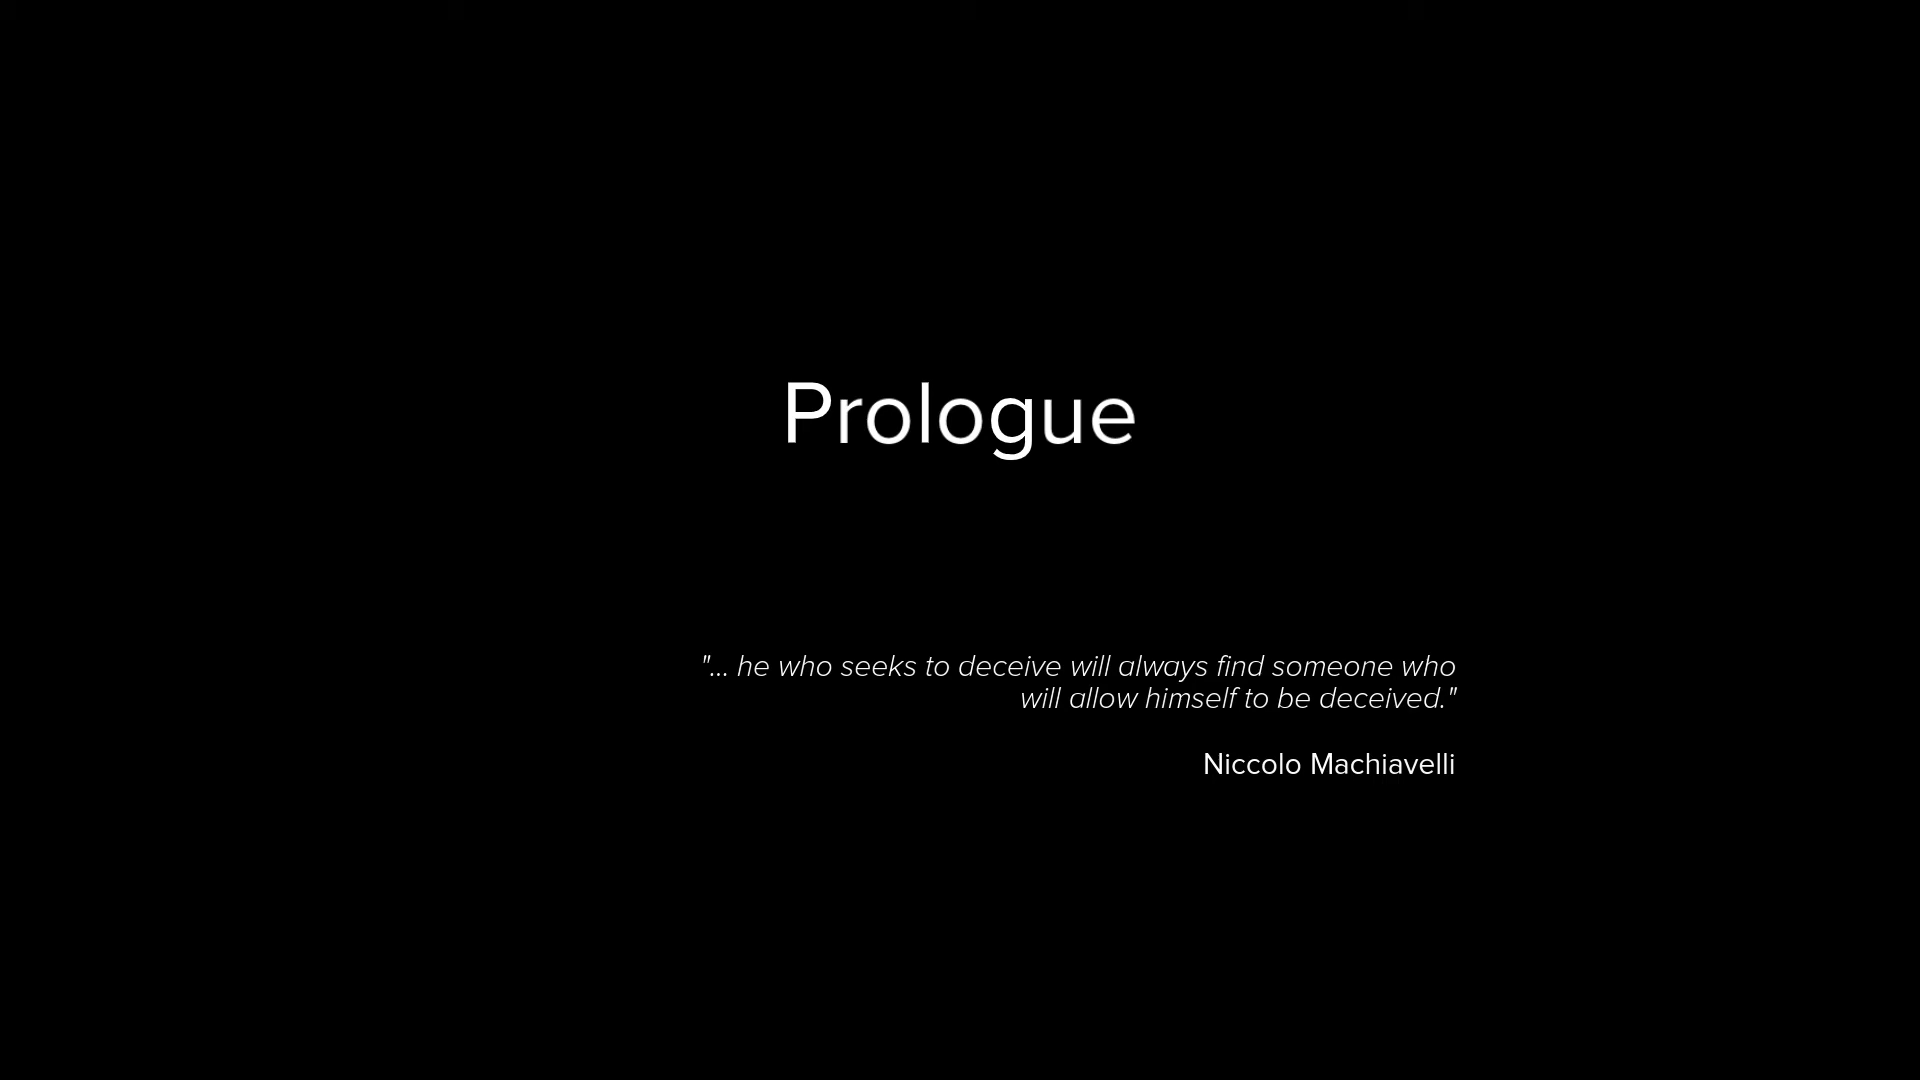 Prologue
"... he who seeks to deceive will always find someone who
will allow himself to be deceived."
Niccolo Machiavelli